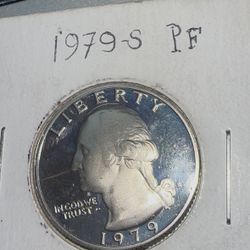 1979-S PF
LIBERTY
IN GOD WE
TRUST
1979